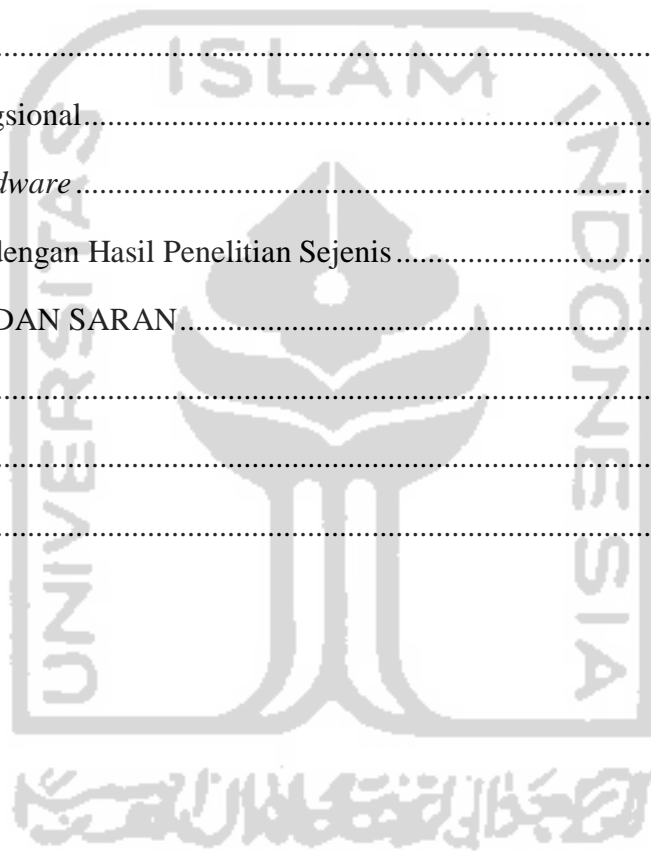 ....................................................................................
gsional....................................................................................
dware....................................................................................
dengan Hasil Penelitian Sejenis................................
DAN SARAN............................................................
....................................................................................
....................................................................................
....................................................................................
UNIVERSITAS
ISLAM
INDONESIA